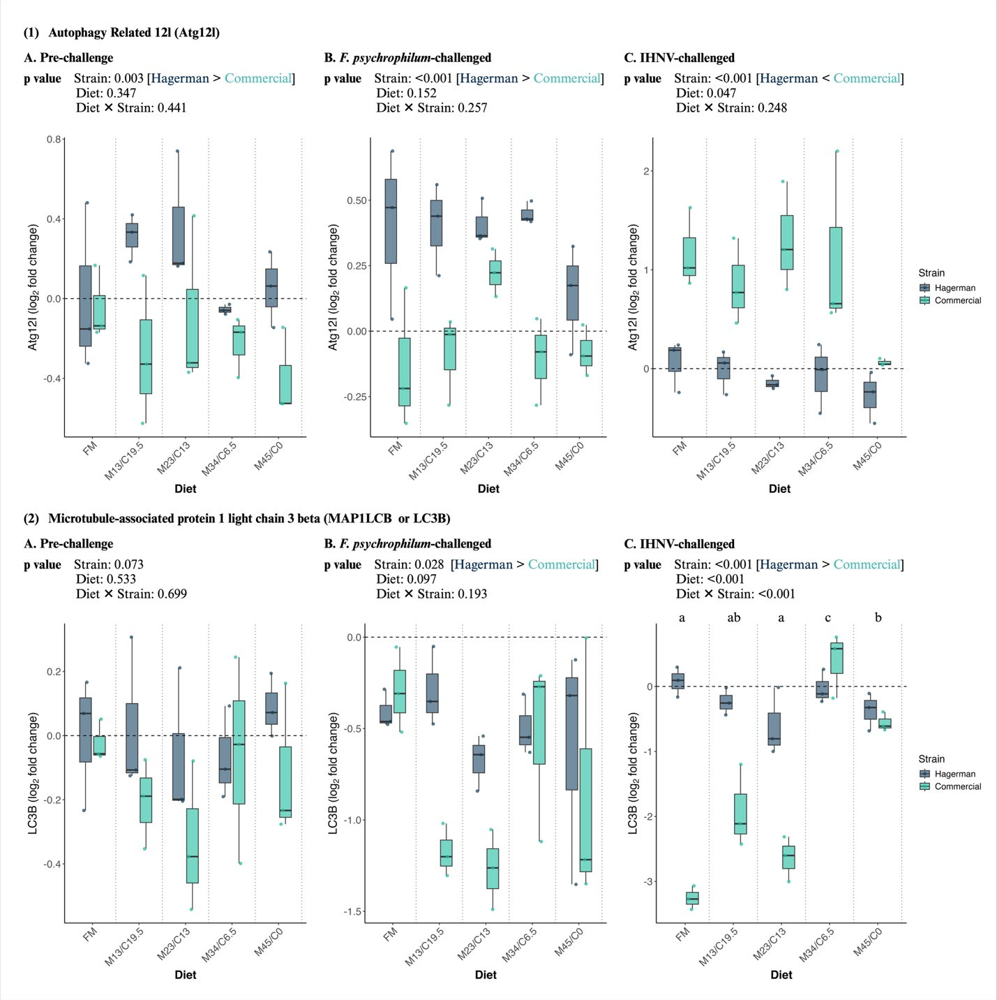 (1) Autophagy Related 12l (Atg12l)
A. Pre-challenge
p value Strain: 0.003 [Hagerman > Commercial]
Diet: 0.347
Diet ✕ Strain: 0.441
B. F. psychrophilum-challenged
p value Strain: <0.001 [Hagerman > Commercial]
Diet: 0.152
Diet ✕ Strain: 0.257
C. IHNV-challenged
p value Strain: <0.001 [Hagerman < Commercial]
Diet: 0.047
Diet ✕ Strain: 0.248
Atg12l (log2 fold change)
0.8
0.4
0.0
-0.4
FM
M13/C19.5
M23/C13
M34/C6.5
M45/C0
Diet
Atg12l (log2 fold change)
0.50
0.25
0.00
-0.25
FM
M13/C19.5
M23/C13
M34/C6.5
M45/C0
Diet
Atg12l (log2 fold change)
2
1
0
FM
M13/C19.5
M23/C13
M34/C6.5
M45/C0
Diet
Strain
Hagerman
Commercial
(2) Microtubule-associated protein 1 light chain 3 beta (MAP1LCB or LC3B)
A. Pre-challenge
p value Strain: 0.073
Diet: 0.533
Diet ✕ Strain: 0.699
B. F. psychrophilum-challenged
p value Strain: 0.028 [Hagerman > Commercial]
Diet: 0.097
Diet ✕ Strain: 0.193
C. IHNV-challenged
p value Strain: <0.001 [Hagerman > Commercial]
Diet: <0.001
Diet ✕ Strain: <0.001
LC3B (log2 fold change)
0.2
0.0
-0.2
-0.4
FM
M13/C19.5
M23/C13
M34/C6.5
M45/C0
Diet
LC3B (log2 fold change)
0.0
-0.5
-1.0
-1.5
FM
M13/C19.5
M23/C13
M34/C6.5
M45/C0
Diet
a ab a c b
LC3B (log2 fold change)
0
-1
-2
-3
FM
M13/C19.5
M23/C13
M34/C6.5
M45/C0
Diet
Strain
Hagerman
Commercial